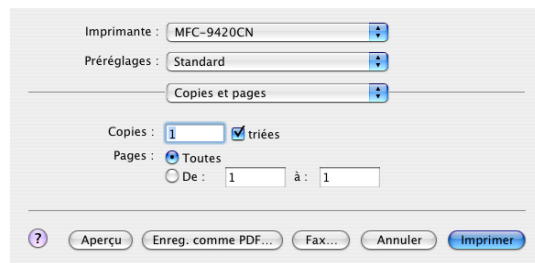 Imprimante : MFC-9420CN
Préréglages : Standard
Copies et pages
Copies : 1 triées
Pages : Toutes
De : 1 à : 1
? Aperçu Enreg. comme PDF... Fax... Annuler Imprimer